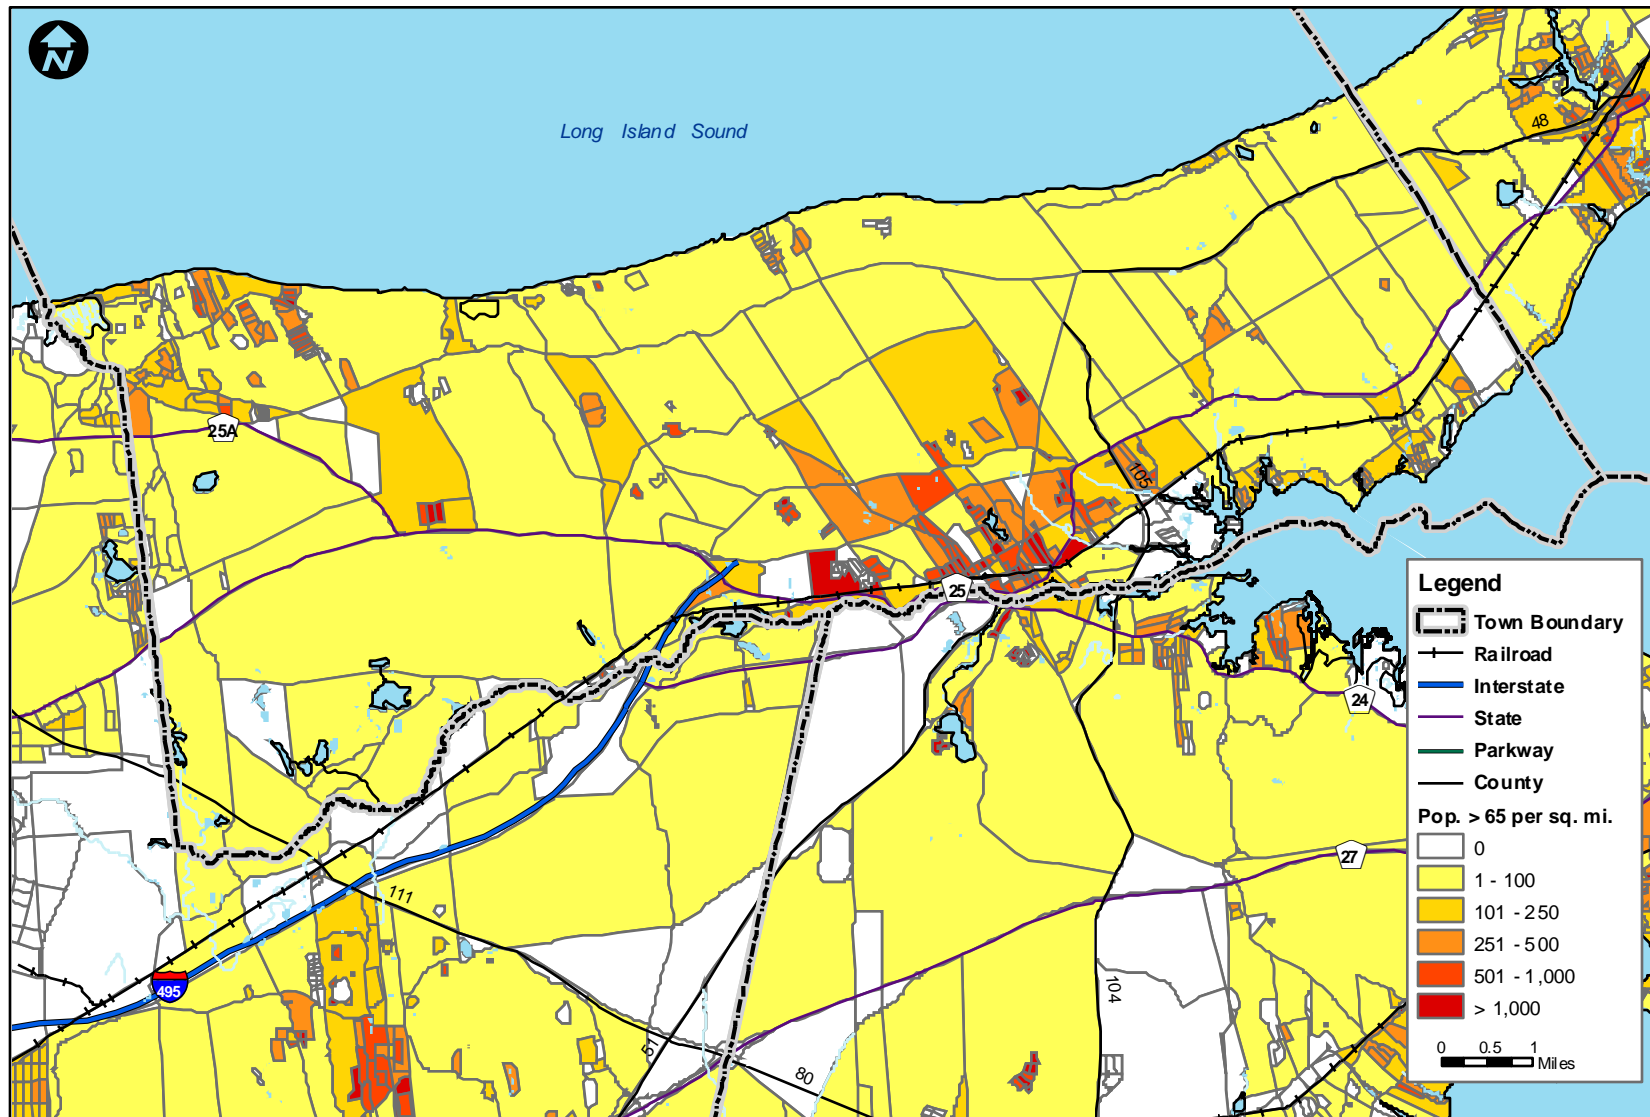 N
Long Island Sound
48
25A
105
25
24
27
111
495
104
51
80
Legend
Town Boundary
Railroad
Interstate
State
Parkway
County
Pop. > 65 per sq. mi.
0
1 - 100
101 - 250
251 - 500
501 - 1,000
> 1,000
0 0.5 1
Miles